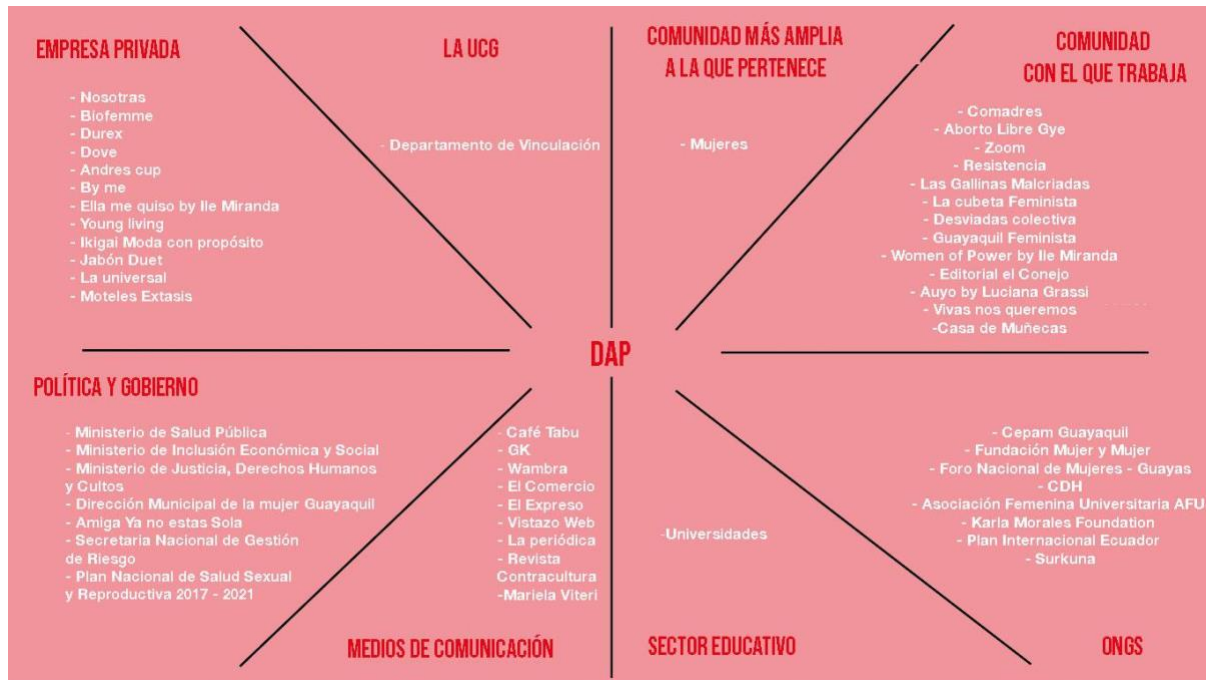 EMPRESA PRIVADA
- Nosotras
- Biofemme
- Durex
- Dove
- Andres cup
- By me
- Ella me quiso by Ile Miranda
- Young living
- Ikigai Moda con propósito
- Jabón Duet
- La universal
- Moteles Extasis
LA UCG
- Departamento de Vinculación
COMUNIDAD MÁS AMPLIA
A LA QUE PERTENECE
- Mujeres
COMUNIDAD
CON EL QUE TRABAJA
- Comadres
- Aborto Libre Gye
- Zoom
- Resistencia
- Las Gallinas Malcriadas
- La cubeta Feminista
- Desviadas colectiva
- Guayaquil Feminista
- Women of Power by Ile Miranda
- Editorial el Conejo
- Auyo by Luciana Grassi
- Vivas nos queremos
-Casa de Muñecas
DAP
POLÍTICA Y GOBIERNO
- Ministerio de Salud Pública
- Ministerio de Inclusión Económica y Social
- Ministerio de Justicia, Derechos Humanos
y Cultos
- Dirección Municipal de la mujer Guayaquil
- Amiga Ya no estas Sola
- Secretaria Nacional de Gestión
de Riesgo
- Plan Nacional de Salud Sexual
y Reproductiva 2017 - 2021
- Café Tabu
- GK
- Wambra
- El Comercio
- El Expreso
- Vistazo Web
- La periódica
- Revista
Contracultura
-Mariela Viteri
MEDIOS DE COMUNICACIÓN
-Universidades
SECTOR EDUCATIVO
- Cepam Guayaquil
- Fundación Mujer y Mujer
- Foro Nacional de Mujeres - Guayas
- CDH
- Asociación Femenina Universitaria AFU
- Karla Morales Foundation
- Plan Internacional Ecuador
- Surkuna
ONGS